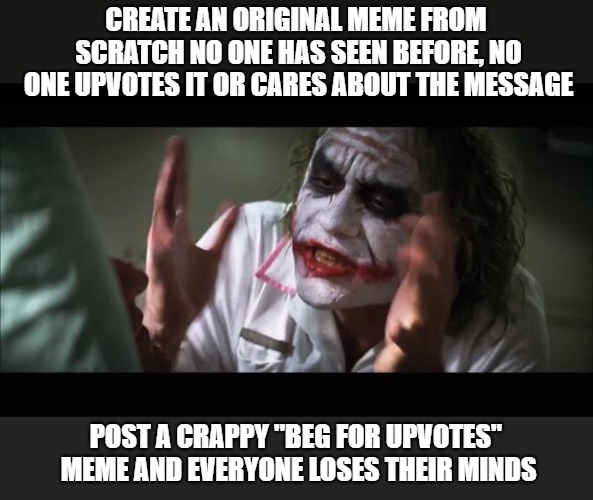 CREATE AN ORIGINAL MEME FROM
SCRATCH NO ONE HAS SEEN BEFORE, NO
ONE UPVOTES IT OR CARES ABOUT THE MESSAGE
POST A CRAPPY "BEG FOR UPVOTES"
MEME AND EVERYONE LOSES THEIR MINDS